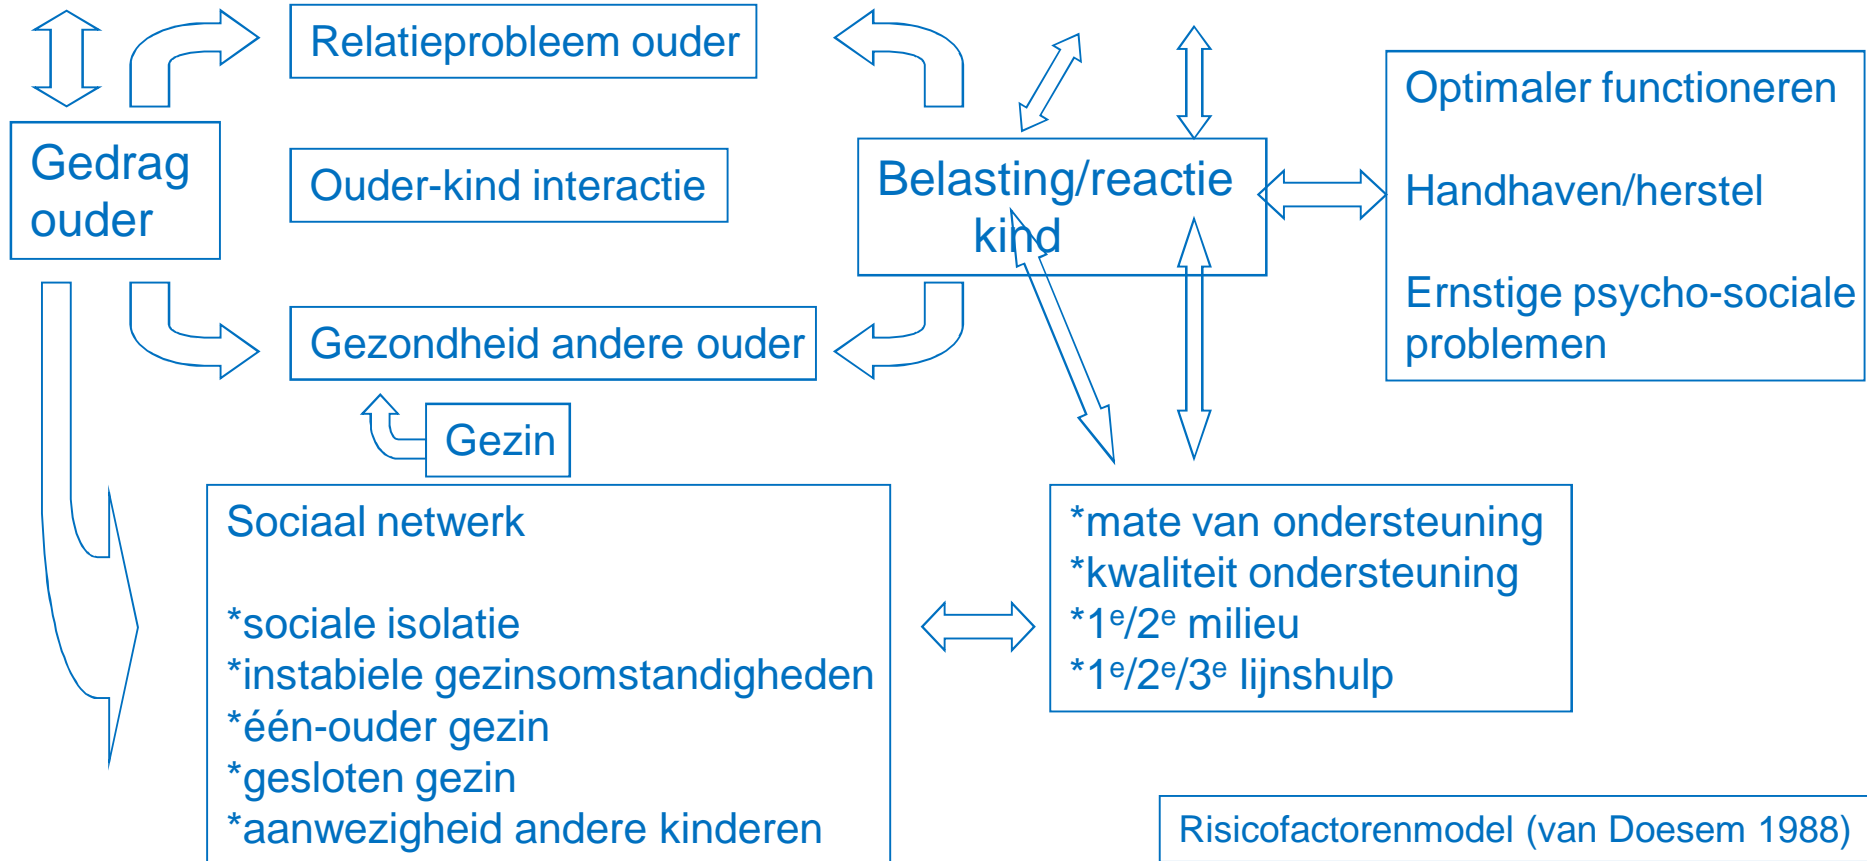 Relatieprobleem ouder
Gedrag
ouder
Ouder-kind interactie
Gezondheid andere ouder
Gezin
Belasting/reactie
kind
Optimaler functioneren
Handhaven/herstel
Ernstige psycho-sociale
problemen
Sociaal netwerk
*sociale isolatie
*instabiele gezinsomstandigheden
*één-ouder gezin
*gesloten gezin
*aanwezigheid andere kinderen
*mate van ondersteuning
*kwaliteit ondersteuning
*1e/2e milieu
*1e/2e/3e lijnshulp
Risicofactorenmodel (van Doesem 1988)